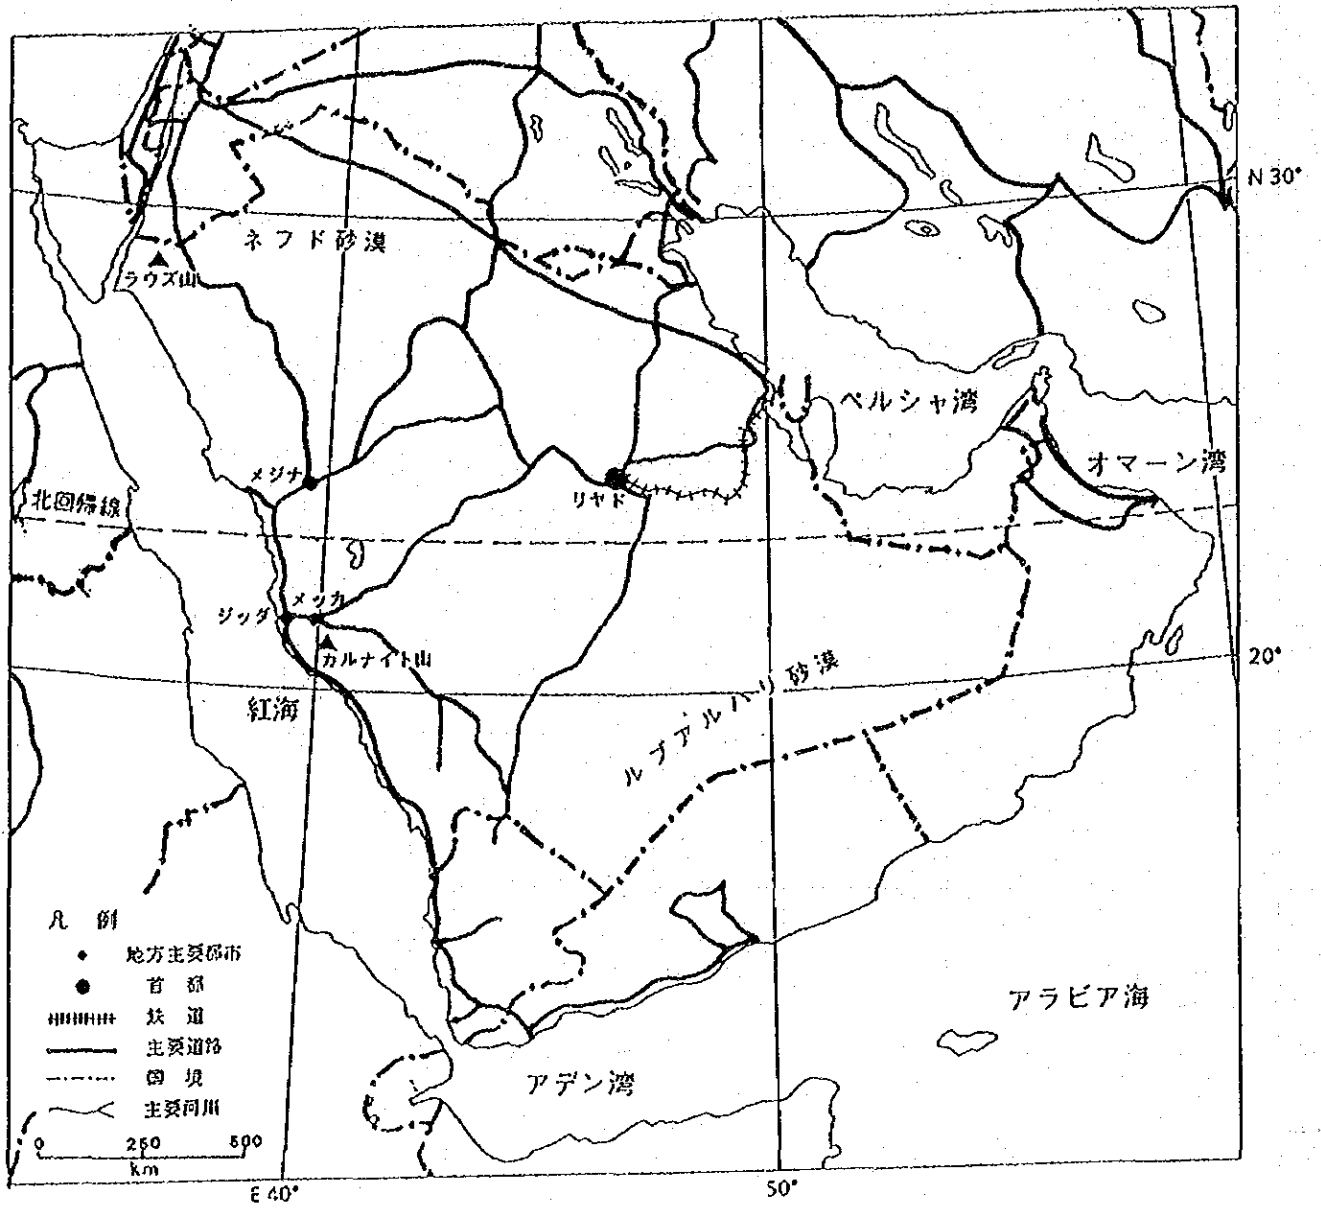 N 30°
ネフド砂漠
ラウズ山
ペルシャ湾
オマーン湾
メジナ
リヤド
北回帰線
メッカ
ジッダ
カルナイト山
20°
紅海
ルブアルハリ砂漠
凡 例
地方主要都市
首 都
鉄 道
主要道路
国 境
主要河川
0 250 500
km
アラビア海
アデン湾
E 40°
50°